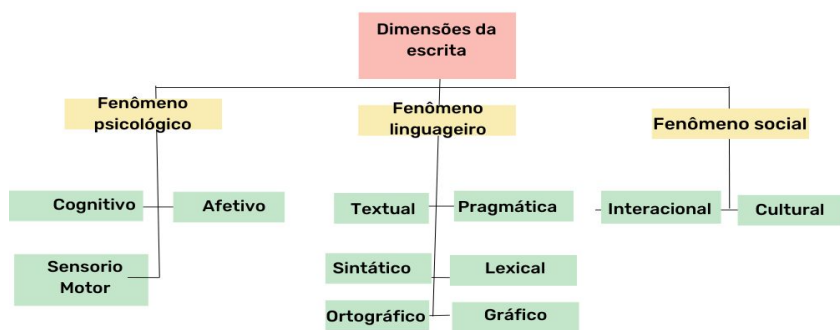 Dimensões da
escrita
Fenômeno
psicológico
Fenômeno
linguageiro
Fenômeno social
Cognitivo
Afetivo
Textual
Pragmática
Interacional
Cultural
Sensorio
Motor
Sintático
Lexical
Ortográfico
Gráfico